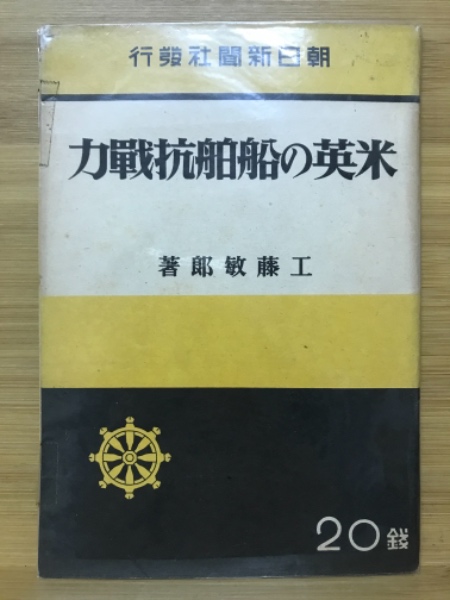 朝日新聞社發行
米英の船舶抗戰力
工藤敏郎著
20錢